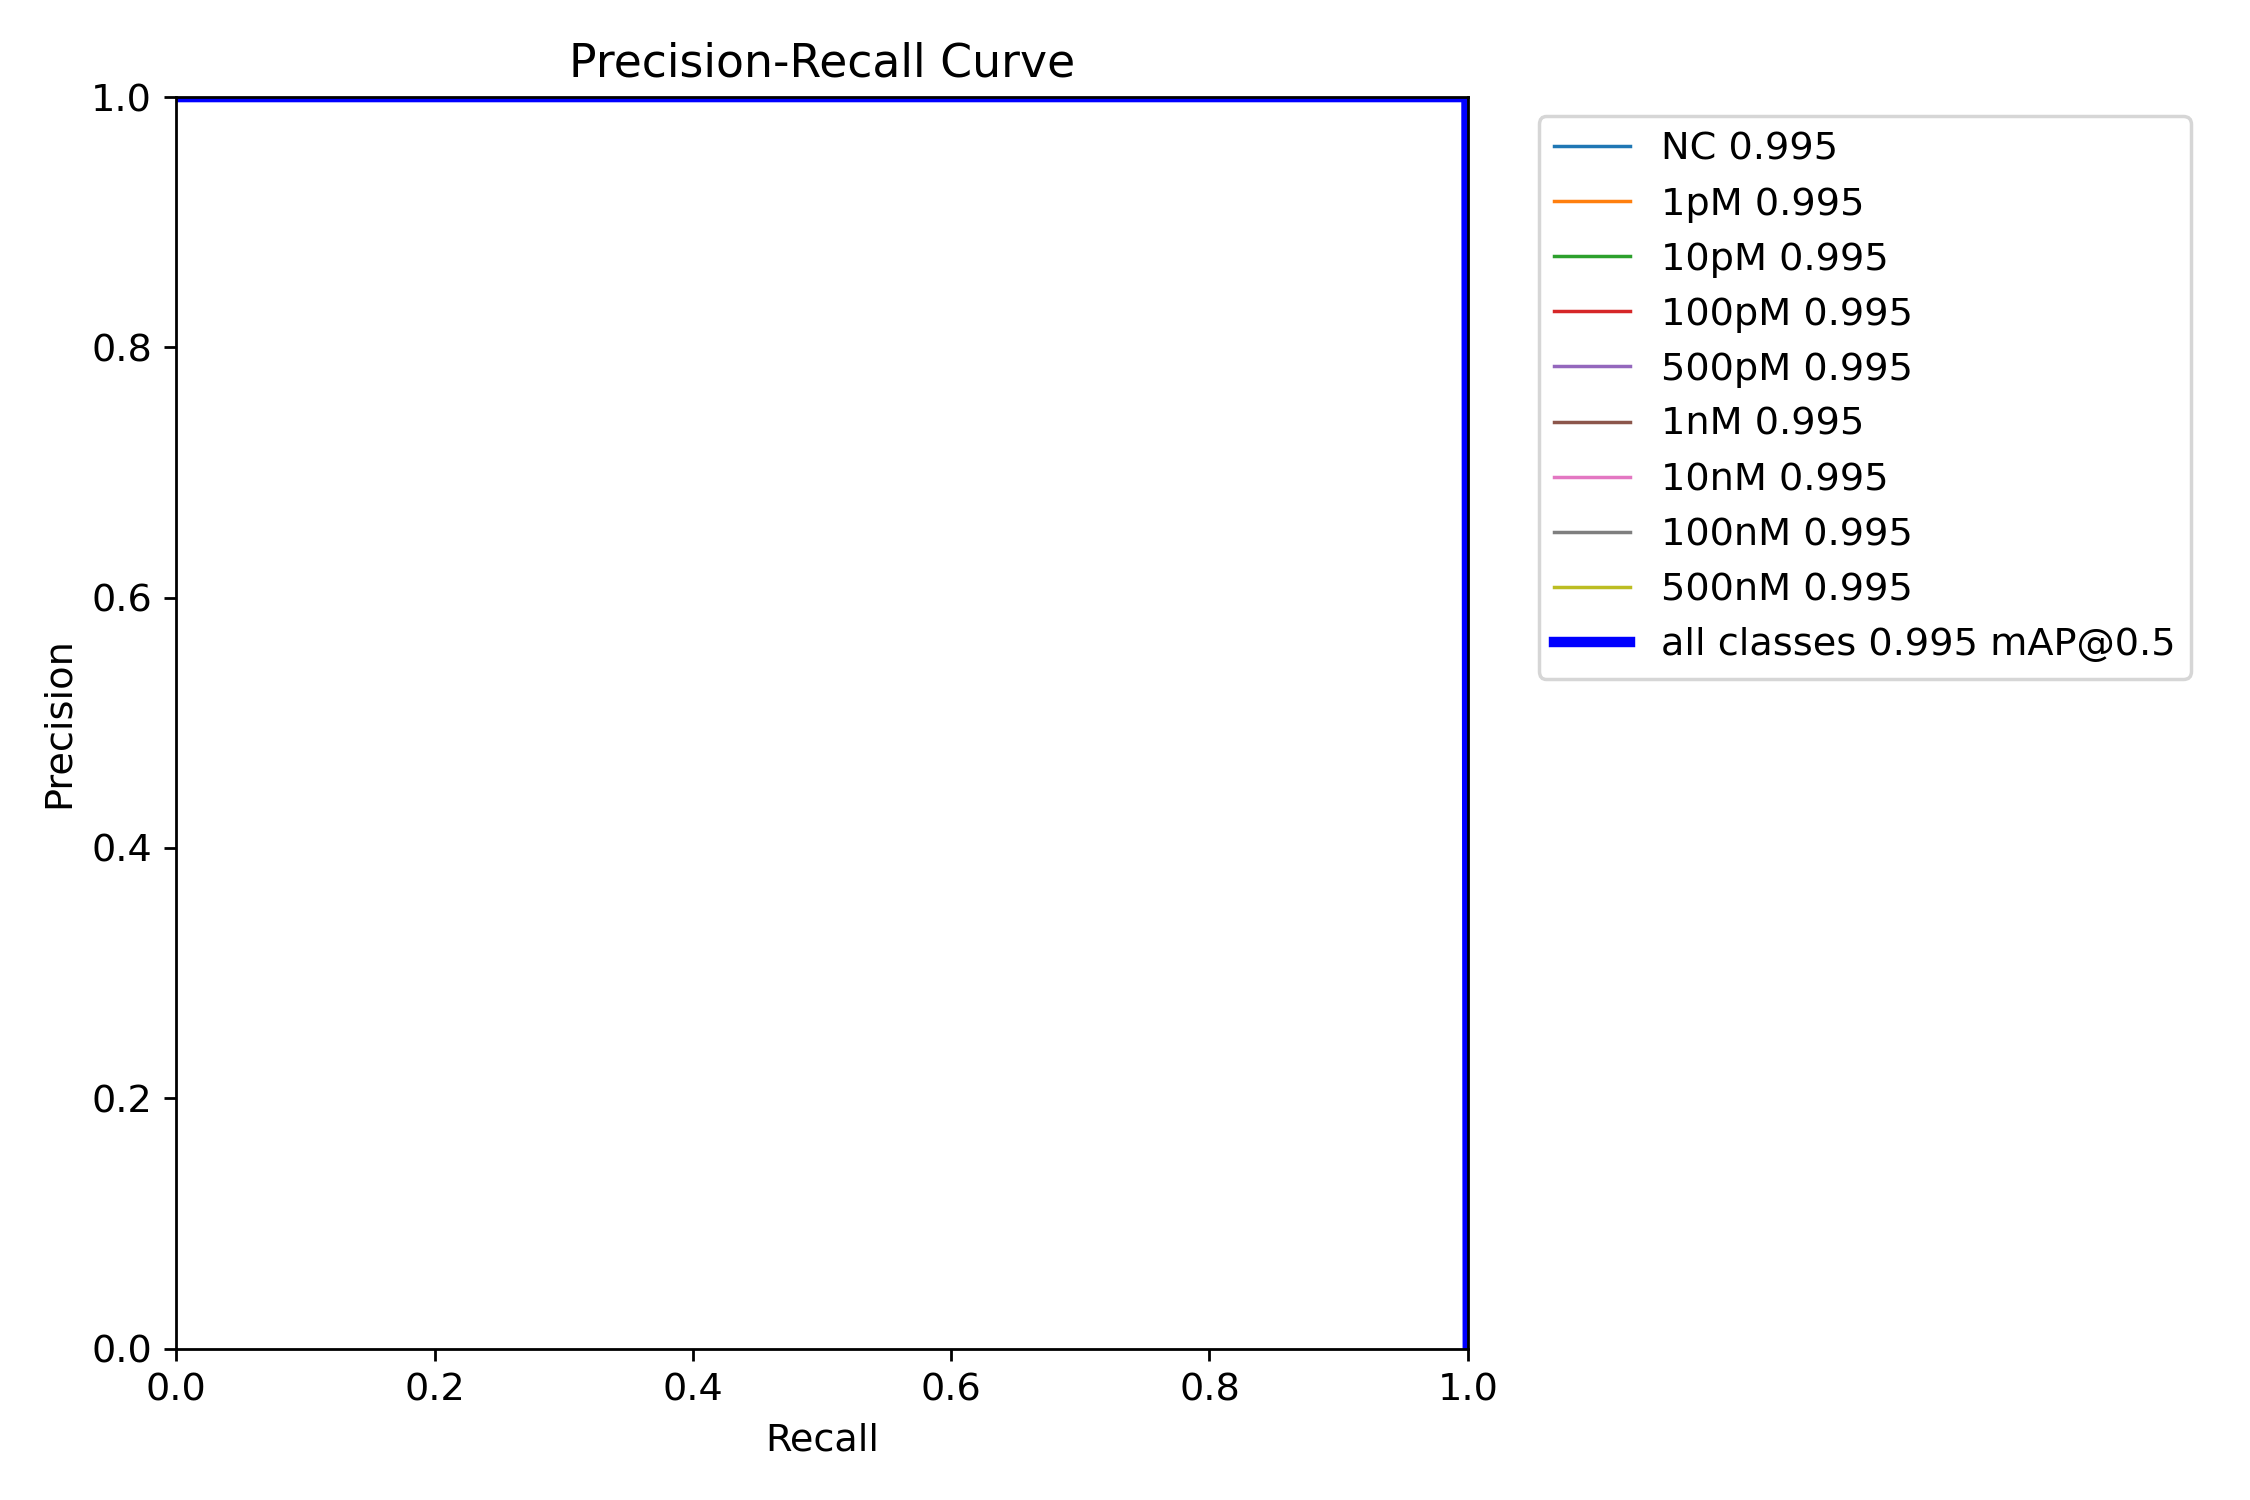 Precision-Recall Curve
1.0
0.8
0.6
0.4
0.2
0.0
Precision
0.0 0.2 0.4 0.6 0.8 1.0
Recall
NC 0.995
1pM 0.995
10pM 0.995
100pM 0.995
500pM 0.995
1nM 0.995
10nM 0.995
100nM 0.995
500nM 0.995
all classes 0.995 mAP@0.5